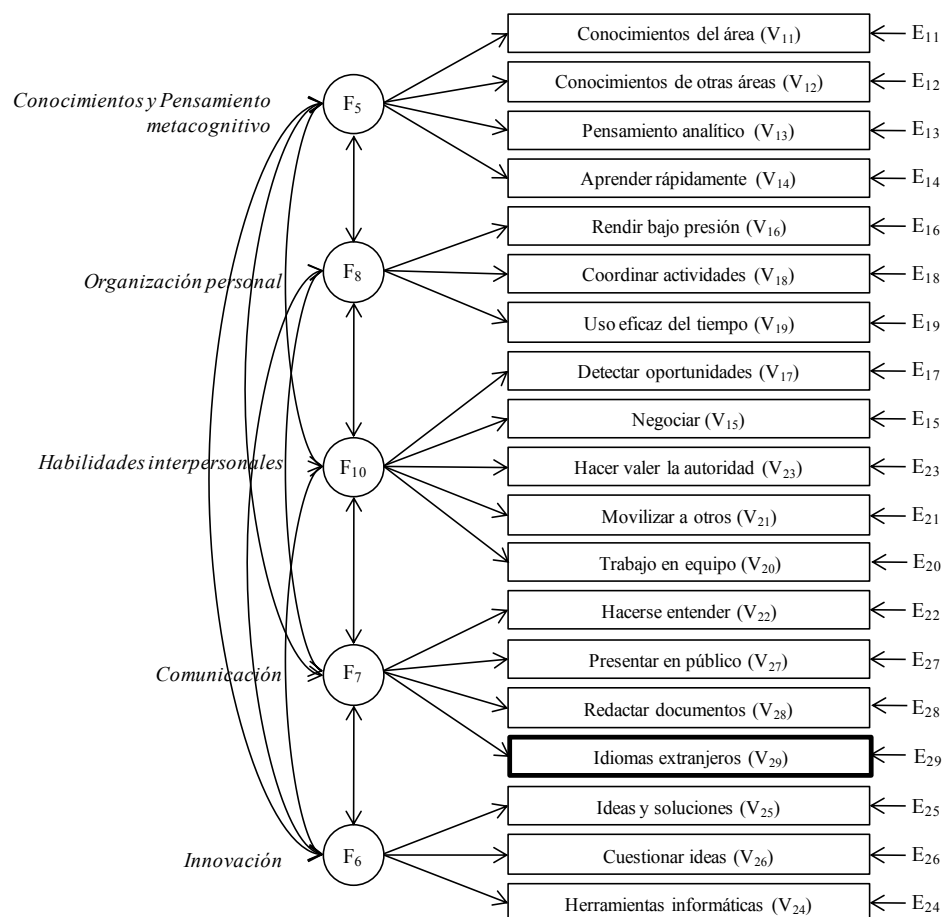 Conocimientos del área (V11)
E11
Conocimientos de otras áreas (V12)
E12
Conocimientos y Pensamiento
metacognitivo
F5
Pensamiento analítico (V13)
E13
Aprender rápidamente (V14)
E14
Rendir bajo presión (V16)
E16
Organización personal
F8
Coordinar actividades (V18)
E18
Uso eficaz del tiempo (V19)
E19
Detectar oportunidades (V17)
E17
Negociar (V15)
E15
Habilidades interpersonales
F10
Hacer valer la autoridad (V23)
E23
Movilizar a otros (V21)
E21
Trabajo en equipo (V20)
E20
Hacerse entender (V22)
E22
Comunicación
F7
Presentar en público (V27)
E27
Redactar documentos (V28)
E28
Idiomas extranjeros (V29)
E29
Ideas y soluciones (V25)
E25
Innovación
F6
Cuestionar ideas (V26)
E26
Herramientas informáticas (V24)
E24